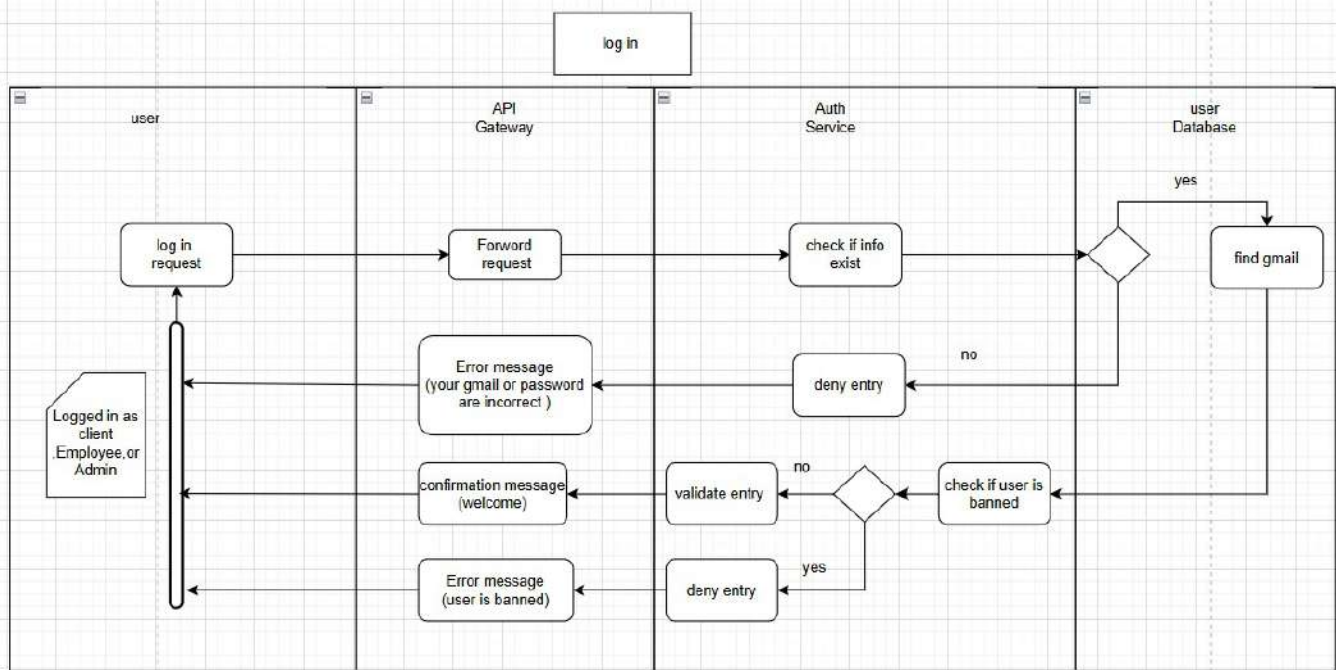 log in
user
API
Gateway
Auth
Service
user
Database
yes
log in
request
Forword
request
check if info
exist
find gmail
Error message
(your gmail or password
are incorrect )
deny entry
no
Logged in as
client
,Employee,or
Admin
confirmation message
(welcome)
validate entry
no
check if user is
banned
Error message
(user is banned)
deny entry
yes